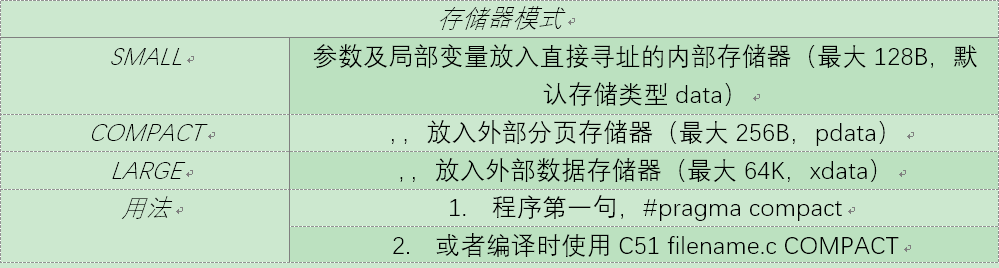 存储器模式
SMALL
参数及局部变量放入直接寻址的内部存储器（最大 128B，默
认存储类型 data）
COMPACT
,,，放入外部分页存储器（最大 256B，pdata）
LARGE
,,，放入外部数据存储器（最大 64K，xdata）
用法
1. 程序第一句，#pragma compact
2. 或者编译时使用 C51 filename.c COMPACT